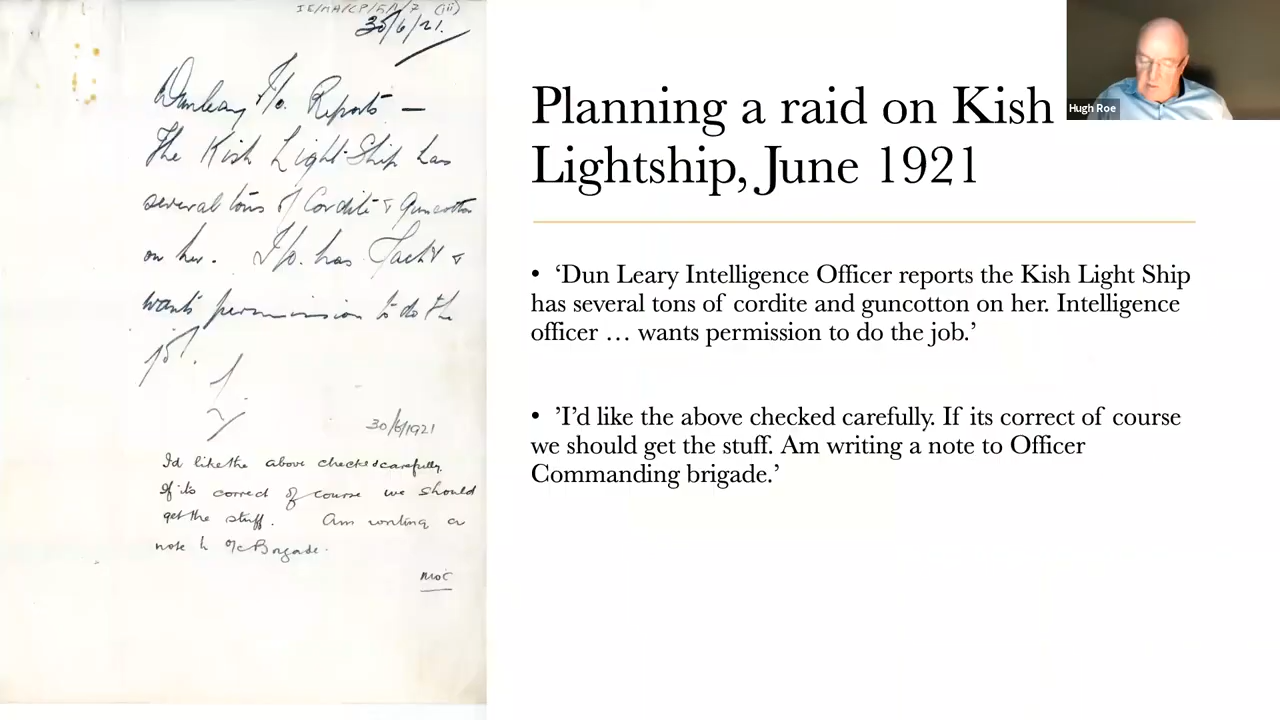 IE/MA/CP/5/2/7 (iii)
30/6/21.
Dunleary I/o. Reports —
The Kish Light-Ship has
several tons of Cordite & Guncotton
on her. I/o. has Yacht &
wants permission to do the
job.
30/6/1921
I'd like the above checked carefully.
If its correct of course we should
get the stuff. Am writing a
note to O/C Brigade.
MOC
Planning a raid on Kish
Lightship, June 1921
• ‘Dun Leary Intelligence Officer reports the Kish Light Ship
has several tons of cordite and guncotton on her. Intelligence
officer … wants permission to do the job.’
• ’I’d like the above checked carefully. If its correct of course
we should get the stuff. Am writing a note to Officer
Commanding brigade.’
Hugh Roe